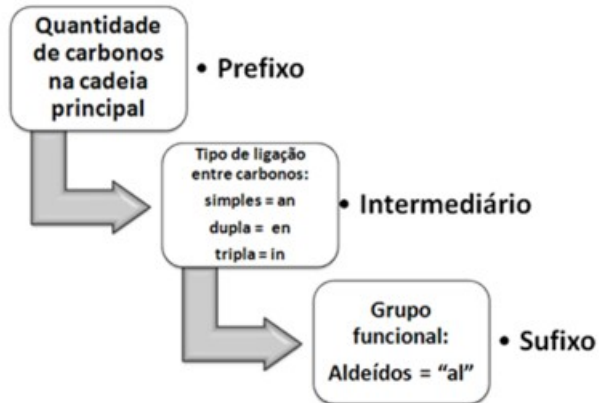 Quantidade
de carbonos
na cadeia
principal
• Prefixo
Tipo de ligação
entre carbonos:
simples = an
dupla = en
tripla = in
• Intermediário
Grupo
funcional:
Aldeídos = “al”
• Sufixo